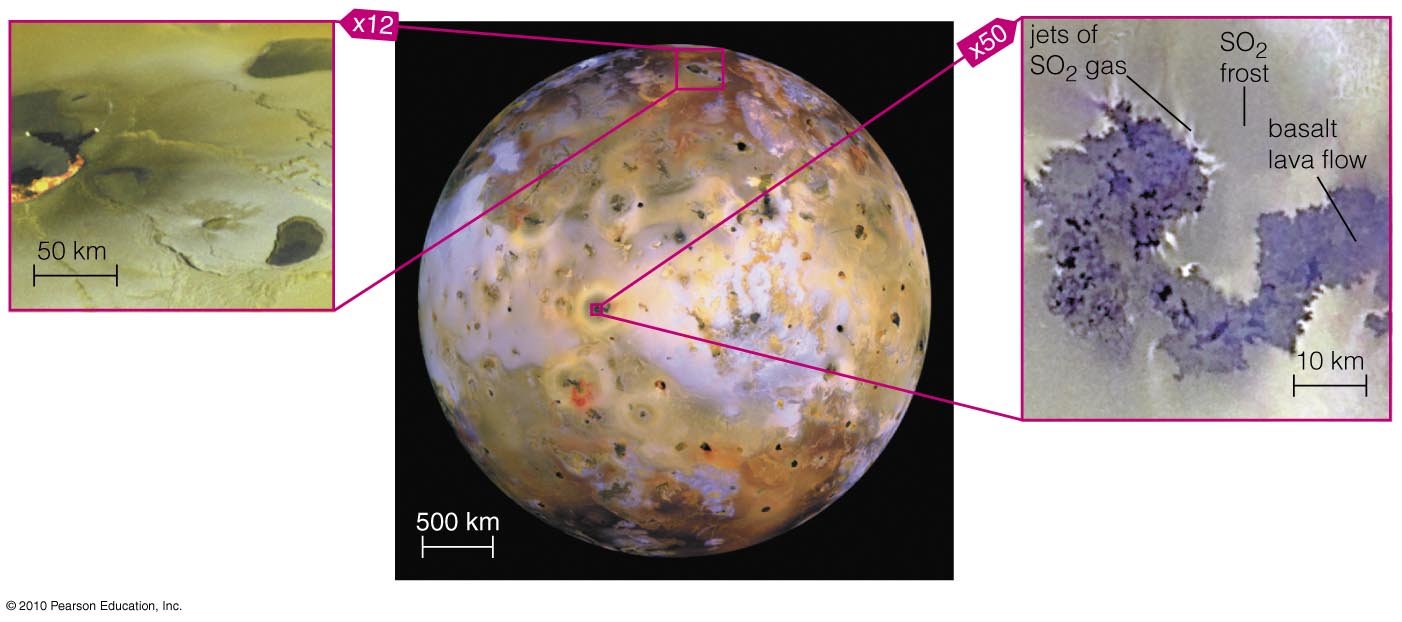 x12
50 km
500 km
x50
jets of
SO₂ gas
SO₂
frost
basalt
lava flow
10 km
© 2010 Pearson Education, Inc.